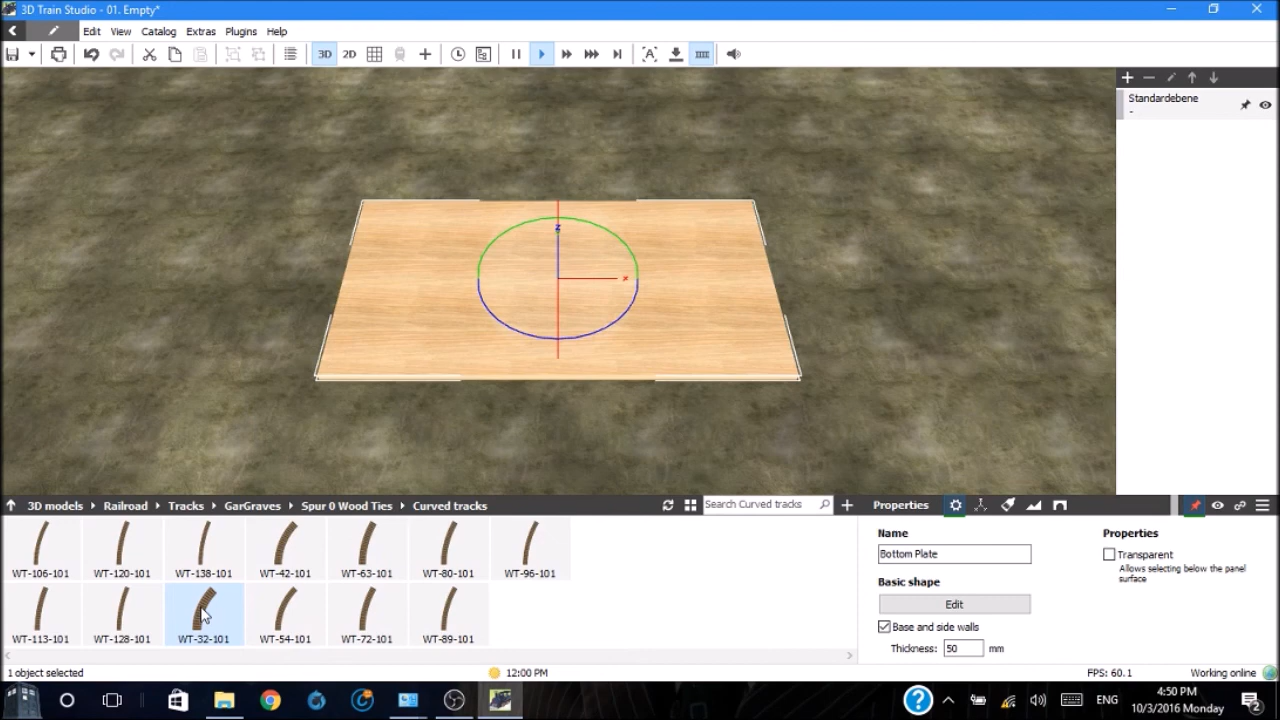 3D Train Studio - 01. Empty*
Edit View Catalog Extras Plugins Help
3D 2D
Standardebene
-
z
x
3D models Railroad Tracks GarGraves Spur 0 Wood Ties Curved tracks
Search Curved tracks
Properties
WT-106-101 WT-120-101 WT-138-101 WT-42-101 WT-63-101 WT-80-101 WT-96-101
WT-113-101 WT-128-101 WT-32-101 WT-54-101 WT-72-101 WT-89-101
Name
Bottom Plate
Basic shape
Edit
Base and side walls
Thickness: 50 mm
Properties
Transparent
Allows selecting below the panel
surface
1 object selected
12:00 PM
FPS: 60.1
Working online
ENG
4:50 PM
10/3/2016 Monday
2